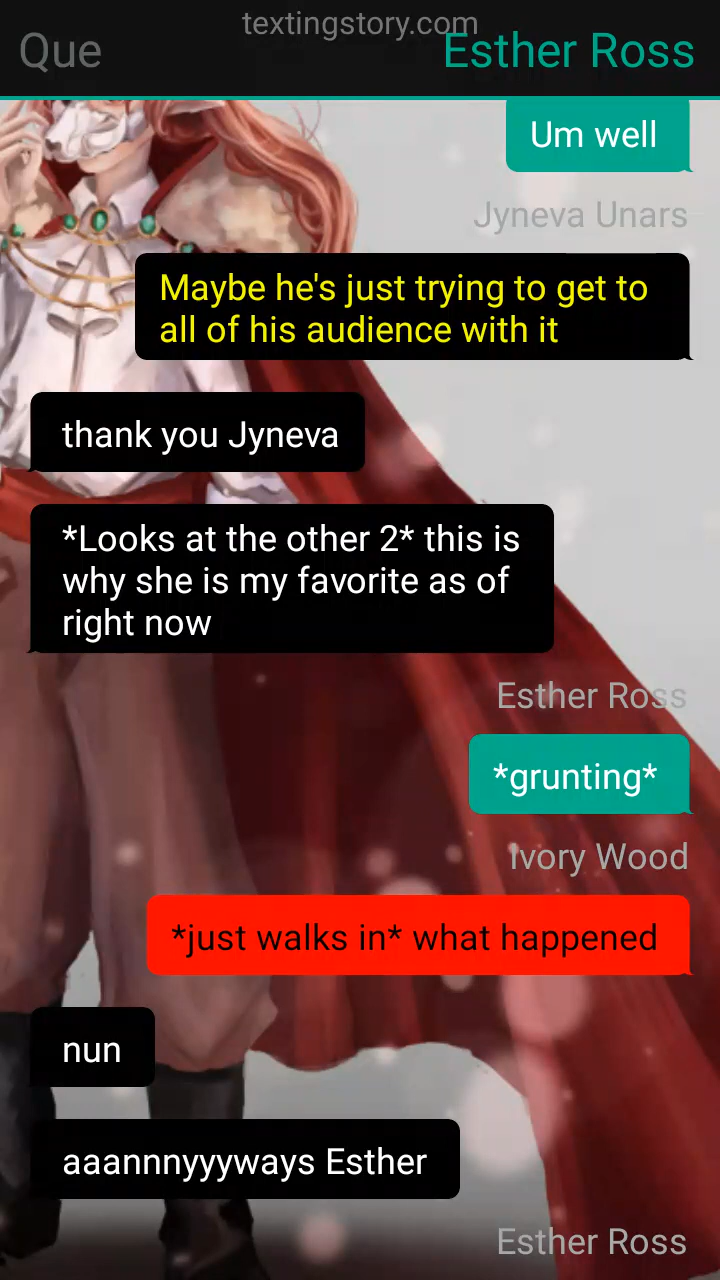 textingstory.com
Que
Esther Ross
Um well
Jyneva Unars
Maybe he's just trying to get to
all of his audience with it
thank you Jyneva
*Looks at the other 2* this is
why she is my favorite as of
right now
Esther Ross
*grunting*
Ivory Wood
*just walks in* what happened
nun
aaannnyyyways Esther
Esther Ross